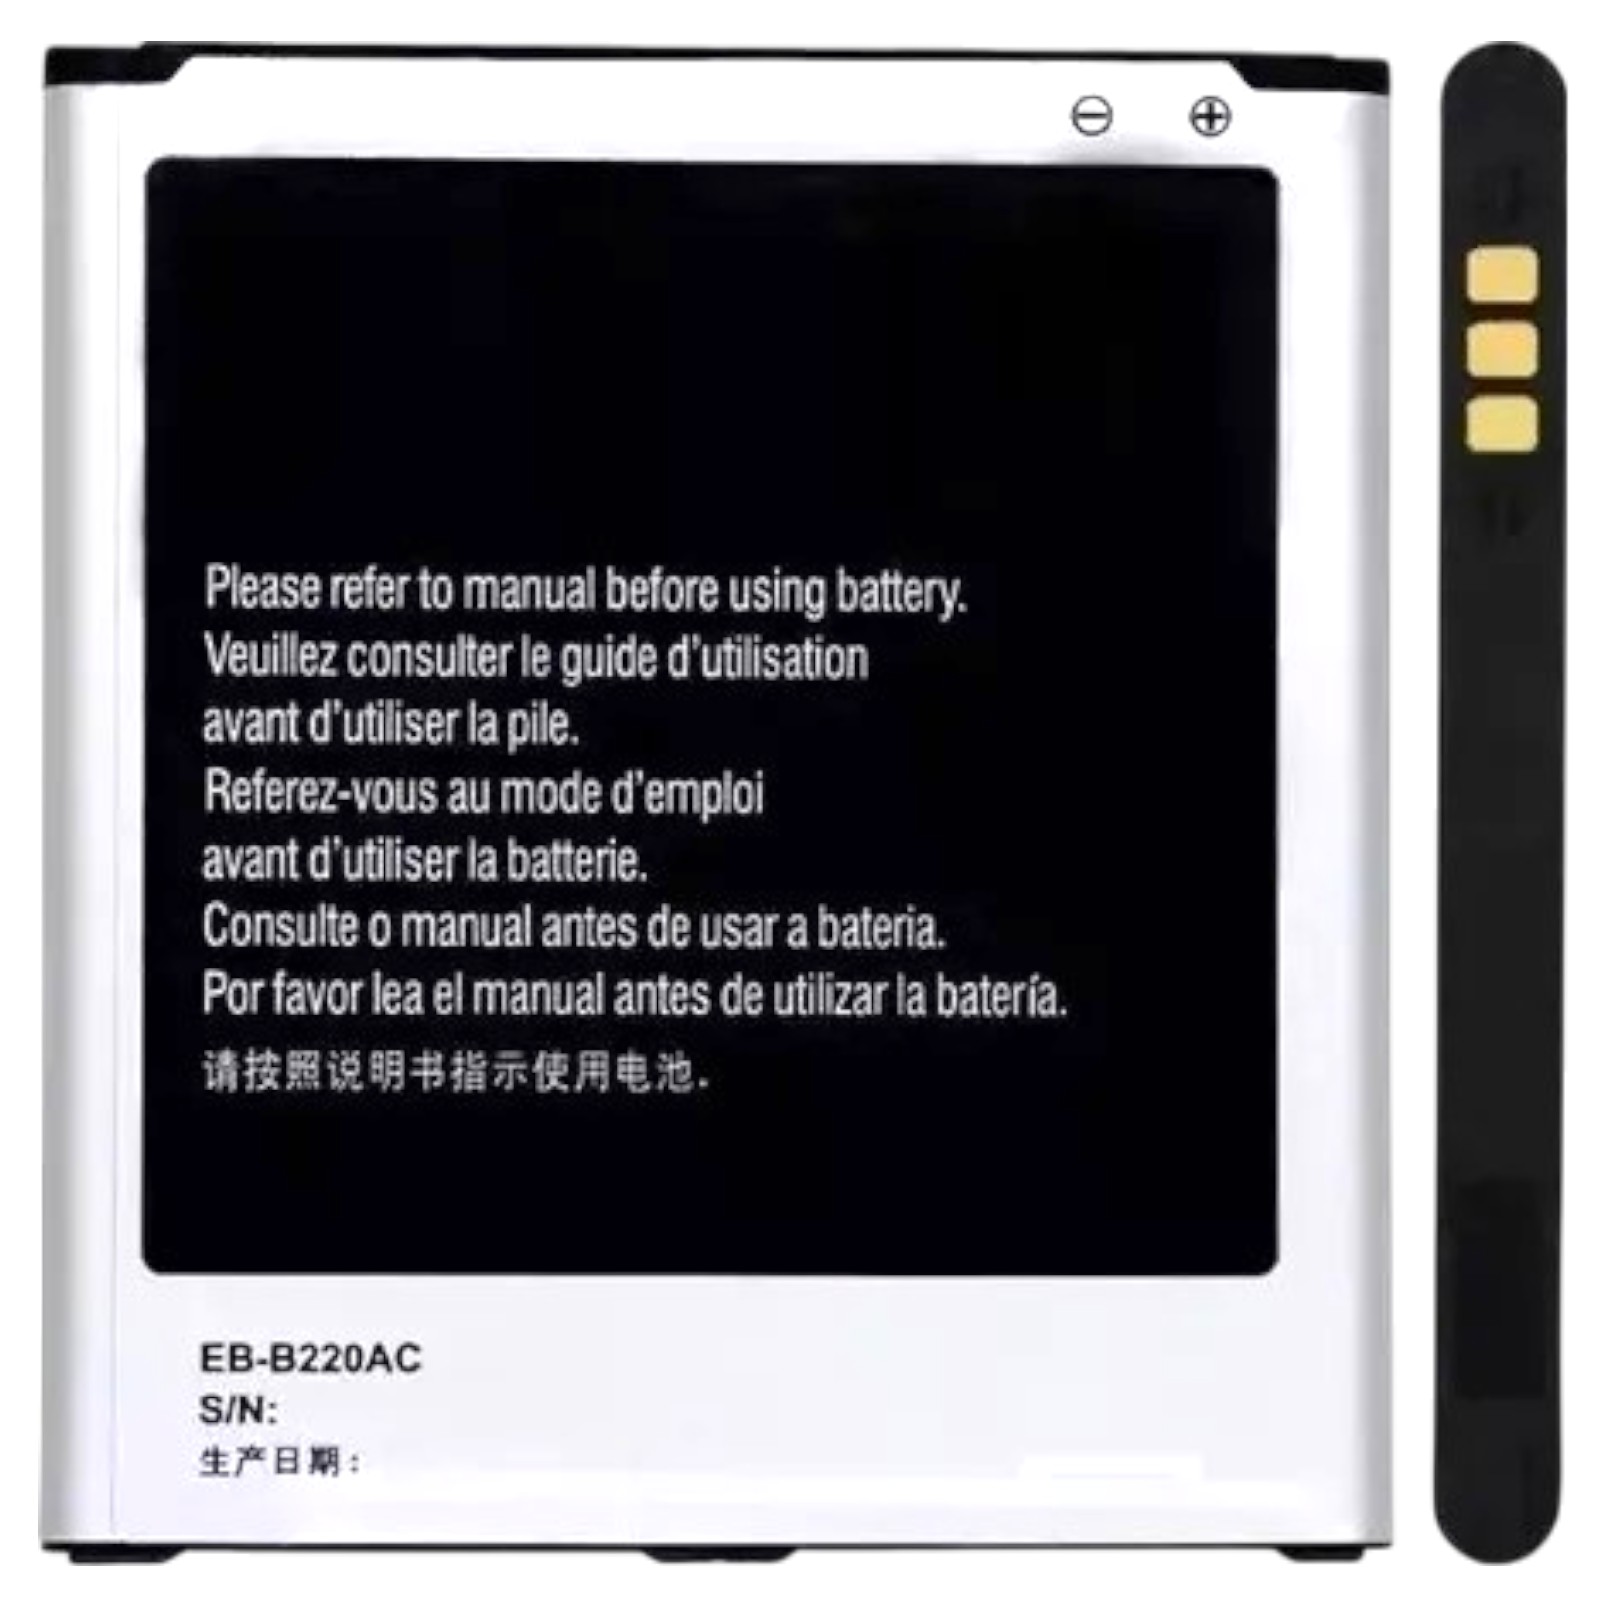 Please refer to manual before using battery.
Veuillez consulter le guide d'utilisation
avant d'utiliser la pile.
Referez-vous au mode d'emploi
avant d'utiliser la batterie.
Consulte o manual antes de usar a bateria.
Por favor lea el manual antes de utilizar la batería.
请按照说明书指示使用电池.
EB-B220AC
S/N:
生产日期: